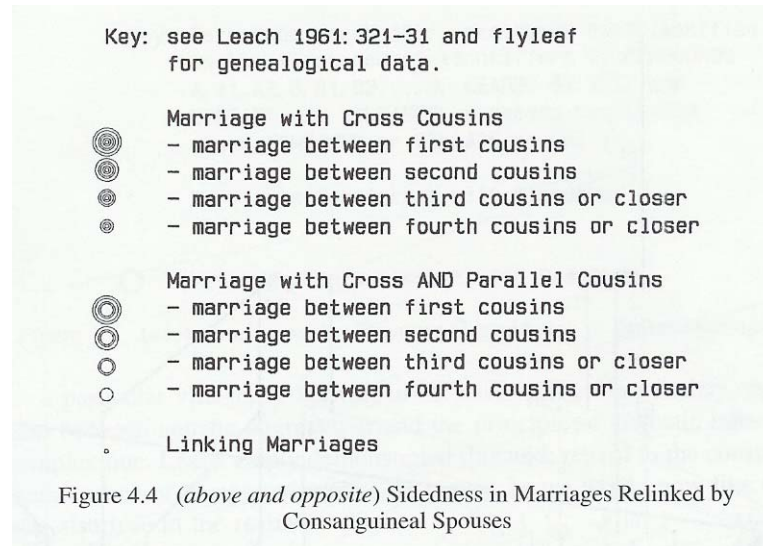 Key: see Leach 1961: 321-31 and flyleaf
for genealogical data.
Marriage with Cross Cousins
- marriage between first cousins
- marriage between second cousins
- marriage between third cousins or closer
- marriage between fourth cousins or closer
Marriage with Cross AND Parallel Cousins
- marriage between first cousins
- marriage between second cousins
- marriage between third cousins or closer
- marriage between fourth cousins or closer
Linking Marriages
Figure 4.4 (above and opposite) Sidedness in Marriages Relinked by
Consanguineal Spouses